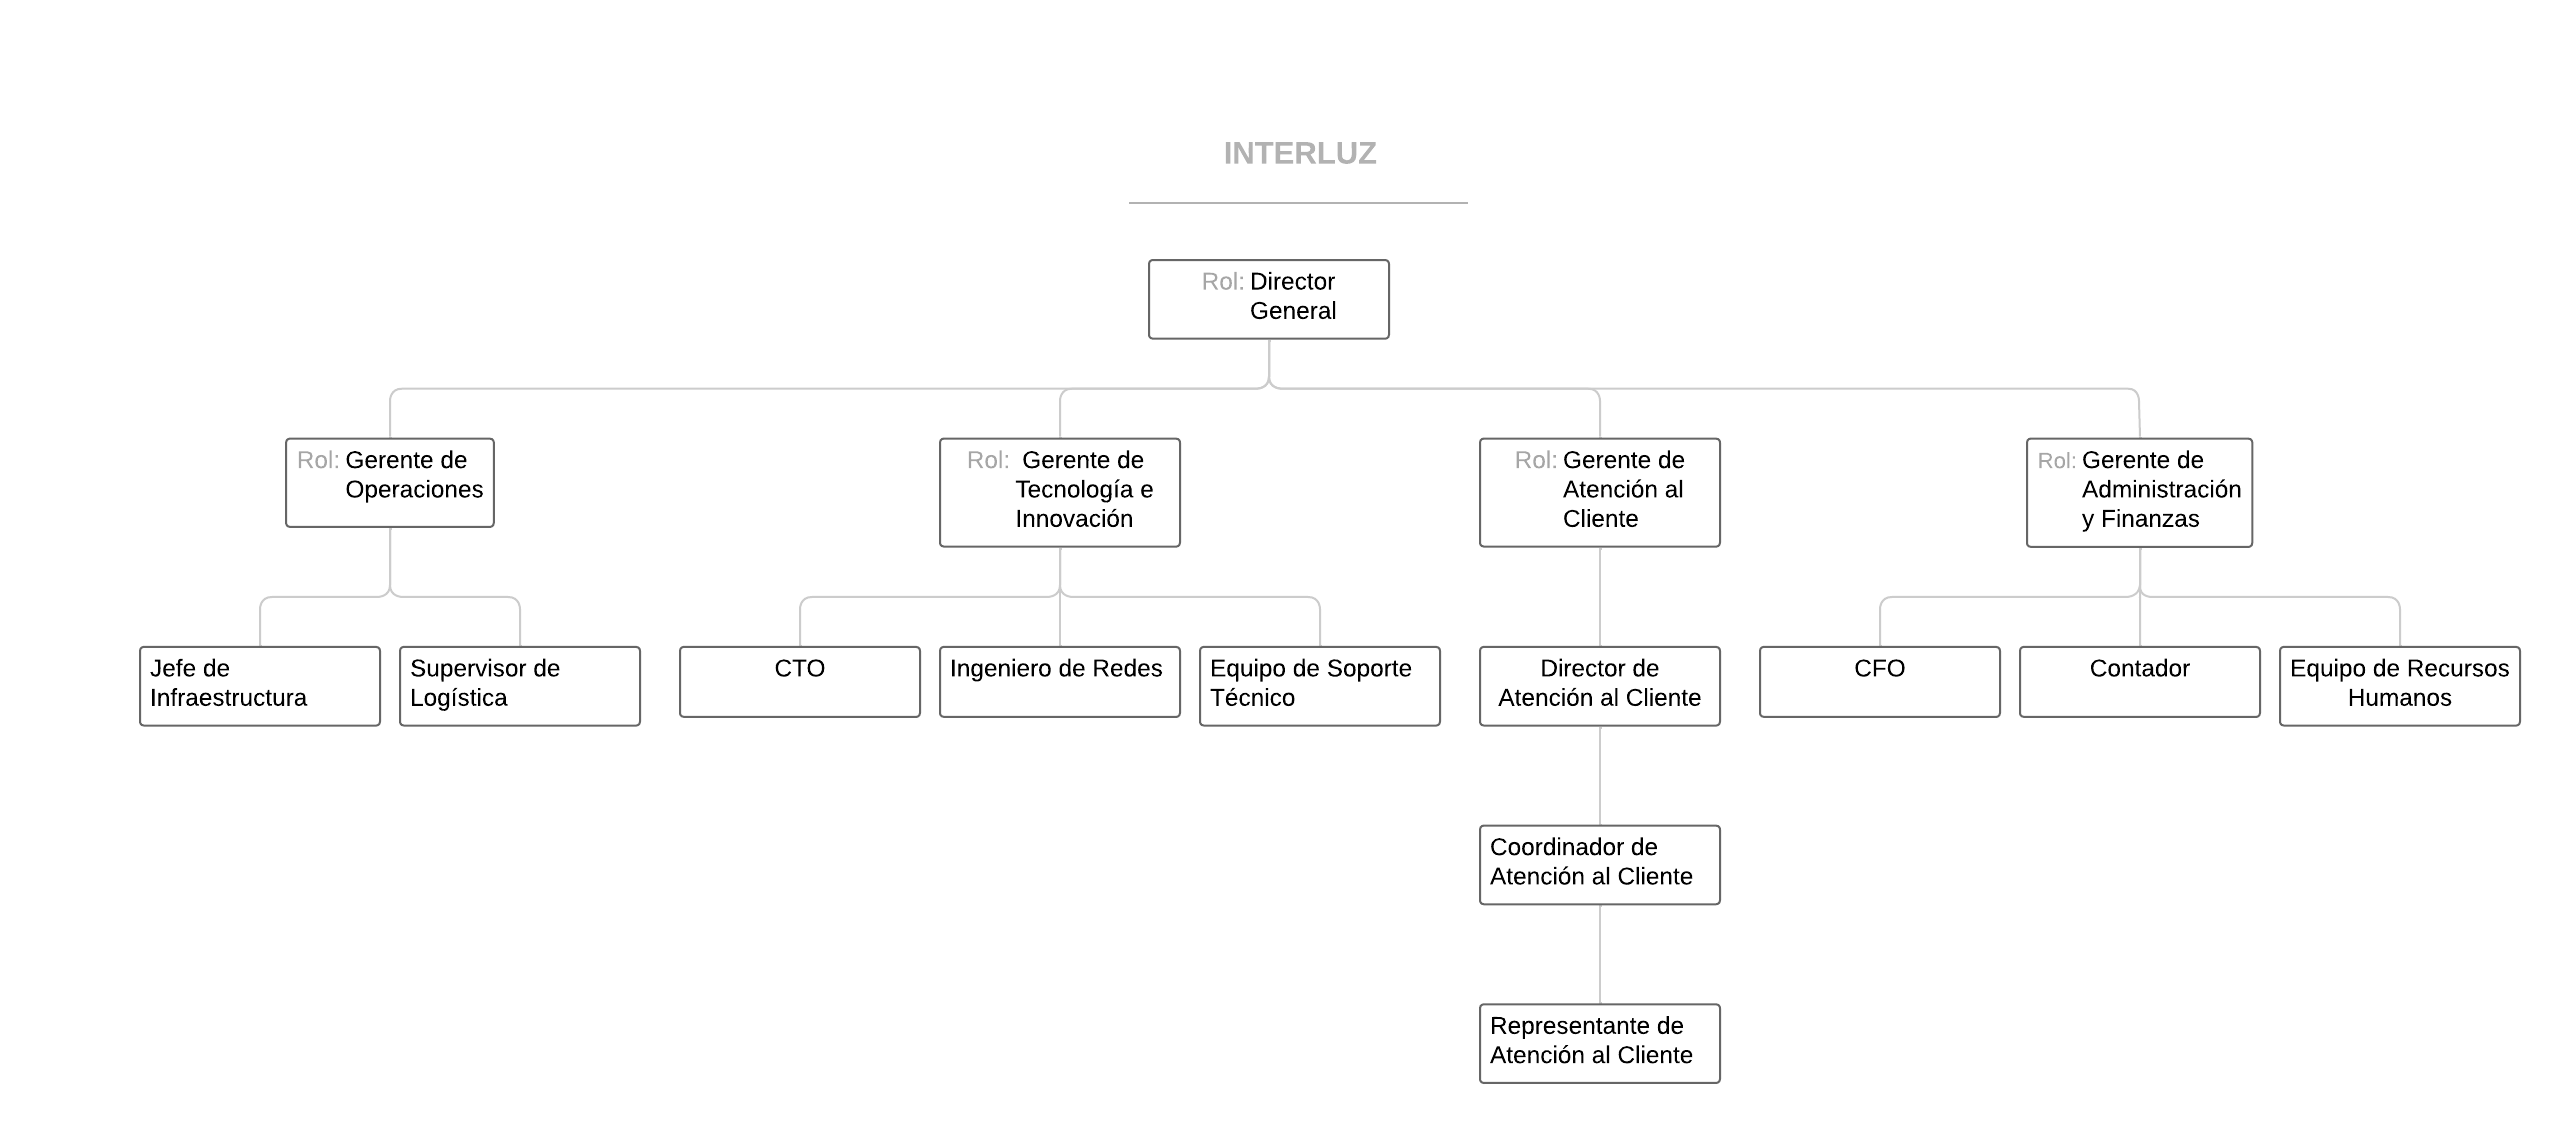 INTERLUZ
Rol: Director
General
Rol: Gerente de
Operaciones
Rol: Gerente de
Tecnología e
Innovación
Rol: Gerente de
Atención al
Cliente
Rol: Gerente de
Administración
y Finanzas
Jefe de
Infraestructura
Supervisor de
Logística
CTO
Ingeniero de Redes
Equipo de Soporte
Técnico
Director de
Atención al Cliente
CFO
Contador
Equipo de Recursos
Humanos
Coordinador de
Atención al Cliente
Representante de
Atención al Cliente